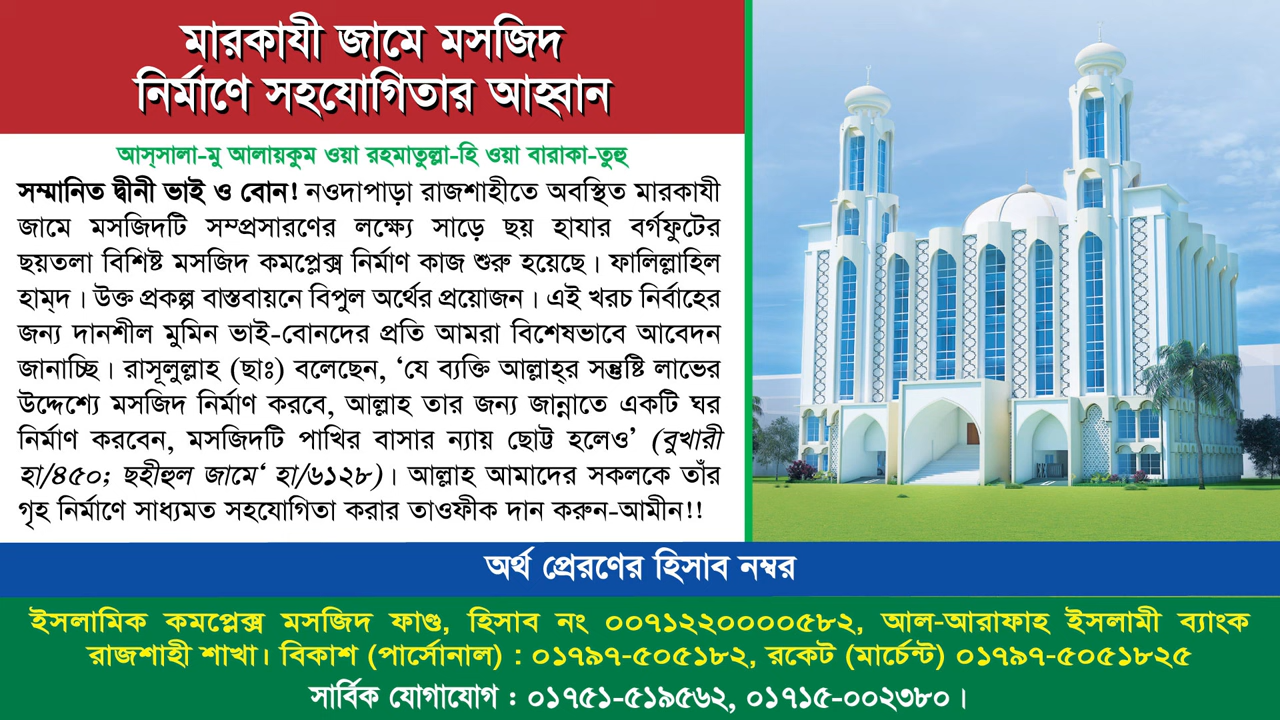 মারকাযী জামে মসজিদ
নির্মাণে সহযোগিতার আহ্বান
আস্সালা-মু আলায়কুম ওয়া রহমাতুল্লা-হি ওয়া বারাকা-তুহু
সম্মানিত দ্বীনী ভাই ও বোন! নওদাপাড়া রাজশাহীতে অবস্থিত মারকাযী
জামে মসজিদটি সম্প্রসারণের লক্ষ্যে সাড়ে ছয় হাযার বর্গফুটের
ছয়তলা বিশিষ্ট মসজিদ কমপ্লেক্স নির্মাণ কাজ শুরু হয়েছে। ফালিল্লাহিল
হাম্দ। উক্ত প্রকল্প বাস্তবায়নে বিপুল অর্থের প্রয়োজন। এই খরচ নির্বাহের
জন্য দানশীল মুমিন ভাই-বোনদের প্রতি আমরা বিশেষভাবে আবেদন
জানাচ্ছি। রাসূলুল্লাহ (ছাঃ) বলেছেন, ‘যে ব্যক্তি আল্লাহ্র সন্তুষ্টি লাভের
উদ্দেশ্যে মসজিদ নির্মাণ করবে, আল্লাহ তার জন্য জান্নাতে একটি ঘর
নির্মাণ করবেন, মসজিদটি পাখির বাসার ন্যায় ছোট্ট হলেও’ (বুখারী
হা/৪৫০; ছহীহুল জামে‘ হা/৬১২৮)। আল্লাহ আমাদের সকলকে তাঁর
গৃহ নির্মাণে সাধ্যমত সহযোগিতা করার তাওফীক দান করুন-আমীন!!
অর্থ প্রেরণের হিসাব নম্বর
ইসলামিক কমপ্লেক্স মসজিদ ফাণ্ড, হিসাব নং ০০৭১২২০০০০৫৮২, আল-আরাফাহ ইসলামী ব্যাংক
রাজশাহী শাখা। বিকাশ (পার্সোনাল) : ০১৭৯৭-৫০৫১৮২, রকেট (মার্চেন্ট) ০১৭৯৭-৫০৫১৮২৫
সার্বিক যোগাযোগ : ০১৭৫১-৫১৯৫৬২, ০১৭১৫-০০২৩৮০।